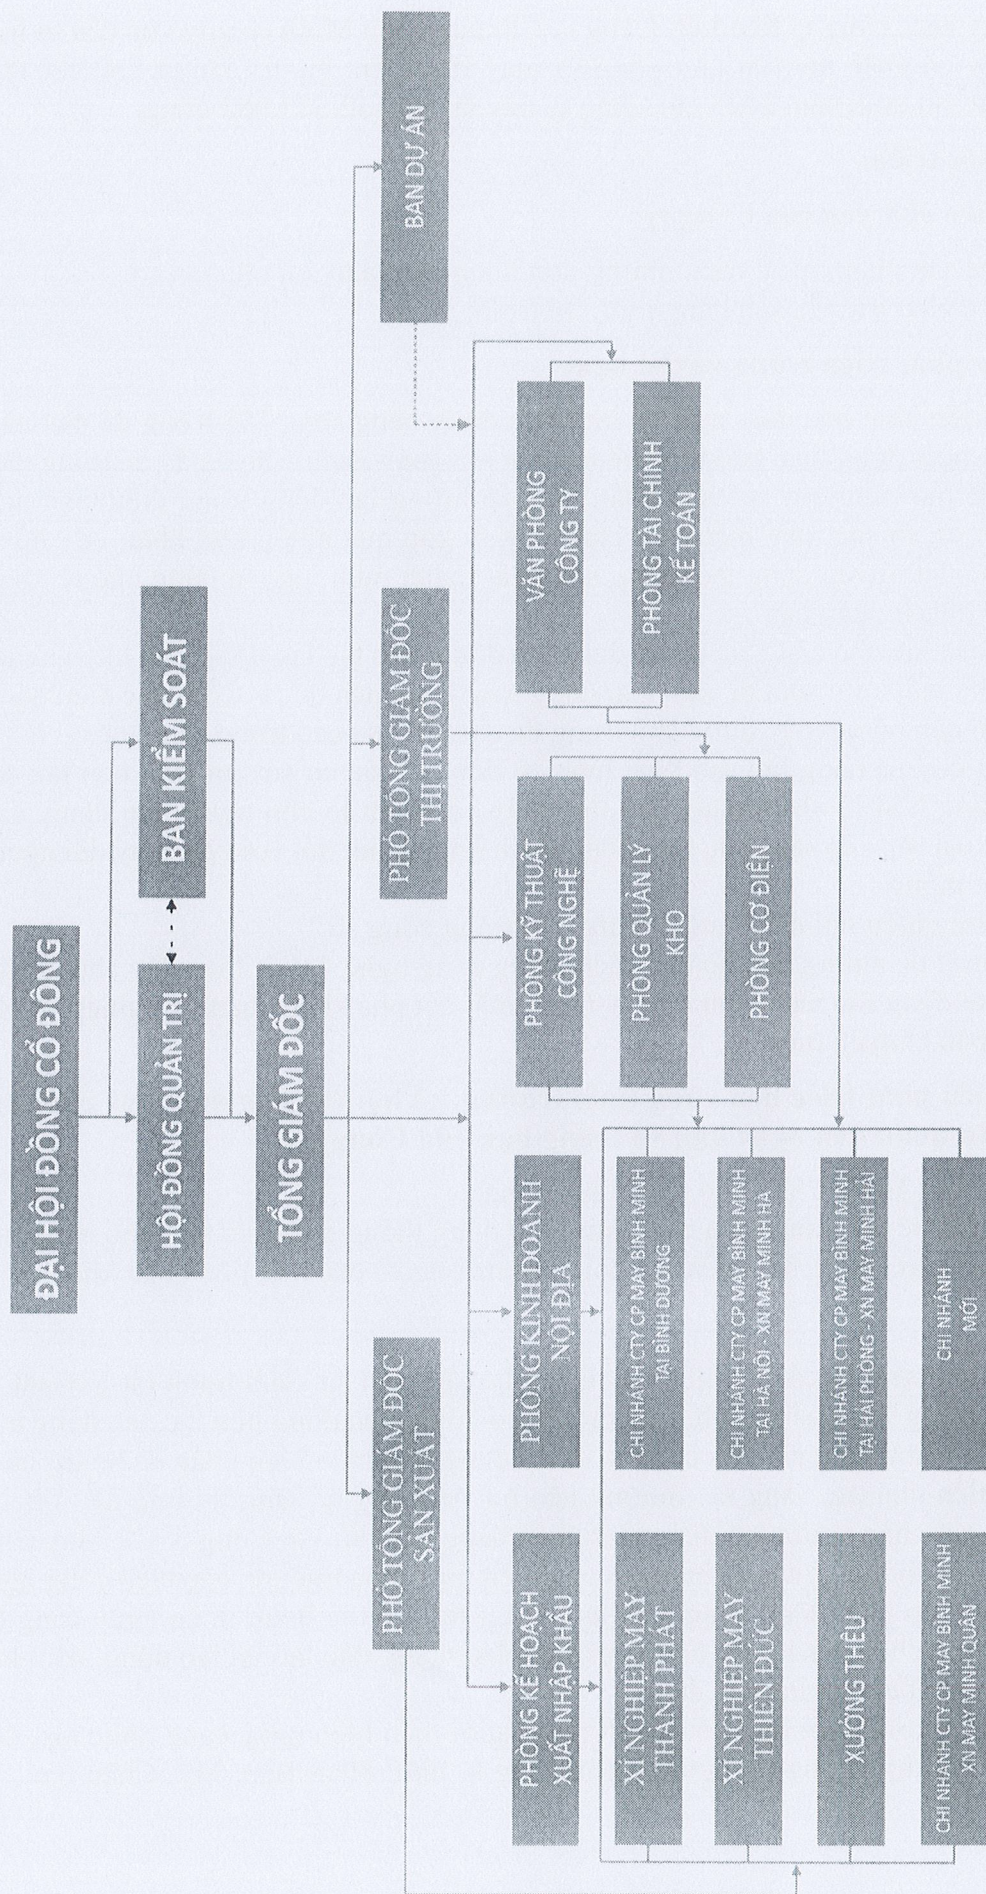 ĐẠI HỘI ĐỒNG CỔ ĐÔNG
HỘI ĐỒNG QUẢN TRỊ
BAN KIỂM SOÁT
TỔNG GIÁM ĐỐC
PHÓ TỔNG GIÁM ĐỐC
SẢN XUẤT
PHÓ TỔNG GIÁM ĐỐC
THỊ TRƯỜNG
BAN DỰ ÁN
PHÒNG KẾ HOẠCH
XUẤT NHẬP KHẨU
PHÒNG KINH DOANH
NỘI ĐỊA
PHÒNG KỸ THUẬT
CÔNG NGHỆ
VĂN PHÒNG
CÔNG TY
XÍ NGHIỆP MAY
THÀNH PHÁT
CHI NHÁNH CTY CP MAY BÌNH MINH
TẠI BÌNH DƯƠNG
PHÒNG QUẢN LÝ
KHO
PHÒNG TÀI CHÍNH
KẾ TOÁN
XÍ NGHIỆP MAY
THIÊN ĐỨC
CHI NHÁNH CTY CP MAY BÌNH MINH
TẠI HÀ NỘI - XN MAY MINH HÀ
PHÒNG CƠ ĐIỆN
XƯỞNG THÊU
CHI NHÁNH CTY CP MAY BÌNH MINH
TẠI HẢI PHÒNG - XN MAY MINH HẢI
CHI NHÁNH CTY CP MAY BÌNH MINH
XN MAY MINH QUÂN
CHI NHÁNH
MỚI